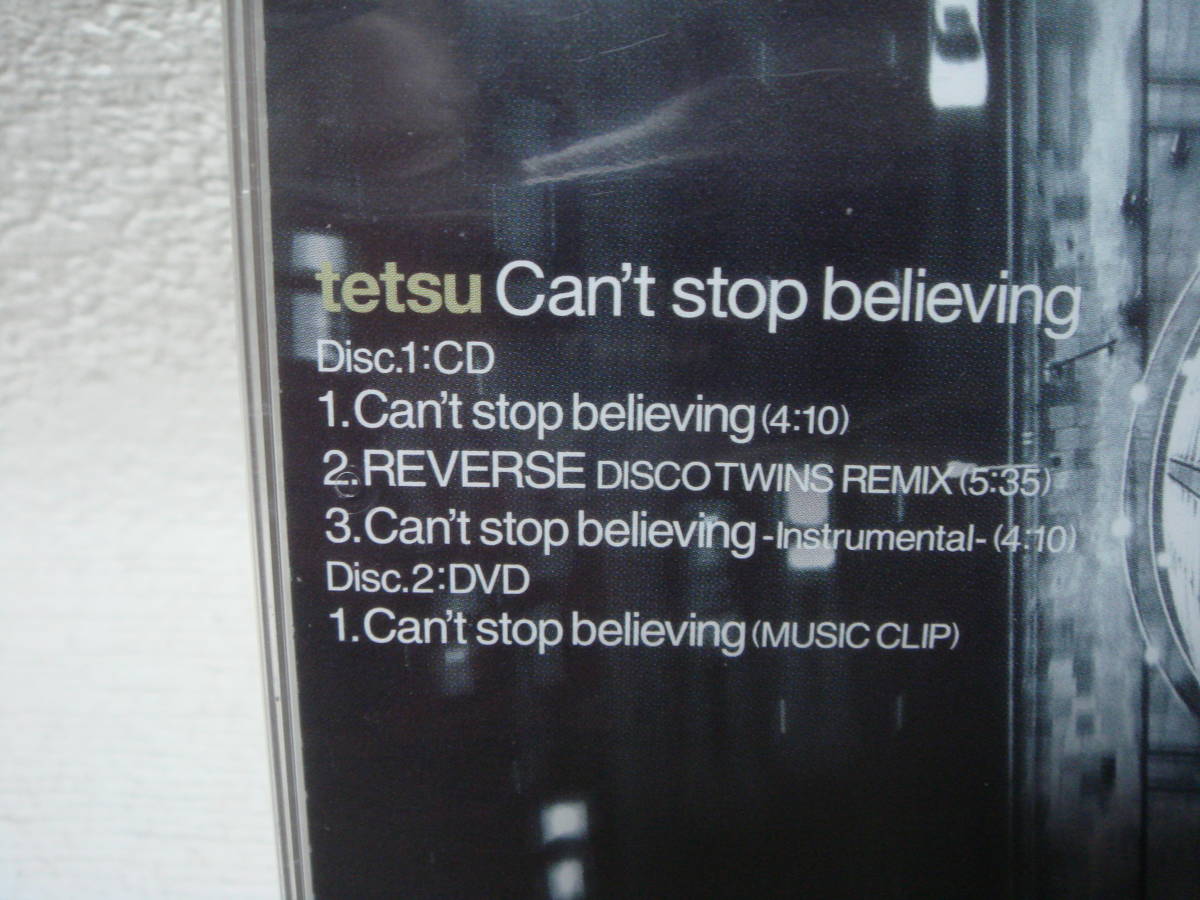 tetsu Can't stop believing
Disc.1:CD
1.Can't stop believing (4:10)
2.REVERSE DISCO TWINS REMIX (5:35)
3.Can't stop believing -Instrumental- (4:10)
Disc.2:DVD
1.Can't stop believing (MUSIC CLIP)